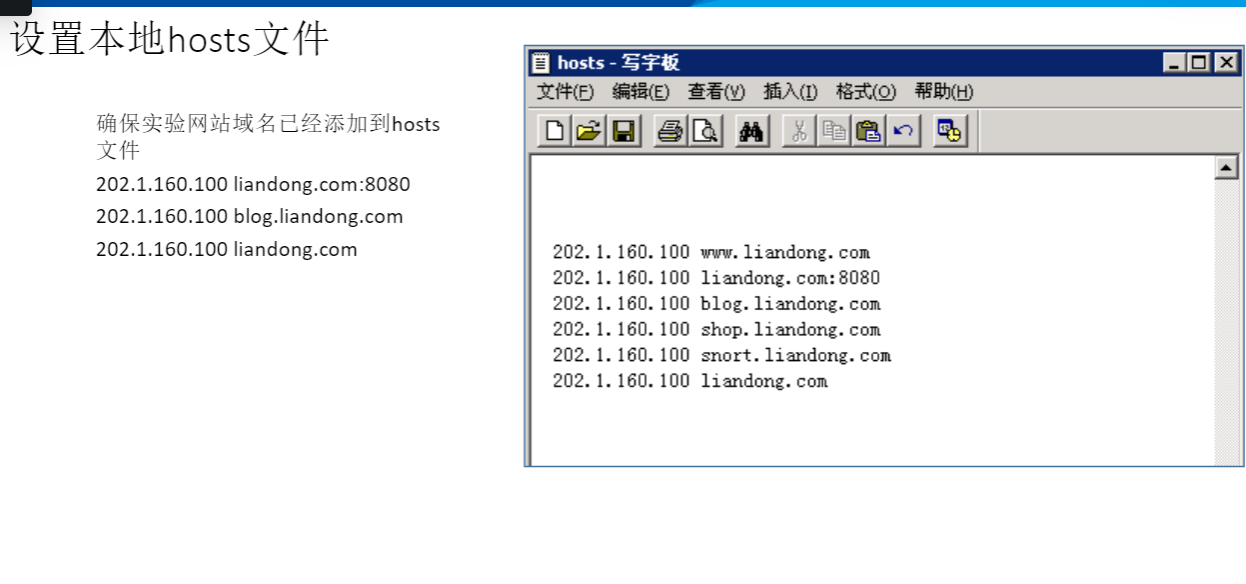 设置本地hosts文件
确保实验网站域名已经添加到hosts
文件
202.1.160.100 liandong.com:8080
202.1.160.100 blog.liandong.com
202.1.160.100 liandong.com
hosts - 写字板
文件(F) 编辑(E) 查看(V) 插入(I) 格式(O) 帮助(H)
202.1.160.100 www.liandong.com
202.1.160.100 liandong.com:8080
202.1.160.100 blog.liandong.com
202.1.160.100 shop.liandong.com
202.1.160.100 snort.liandong.com
202.1.160.100 liandong.com